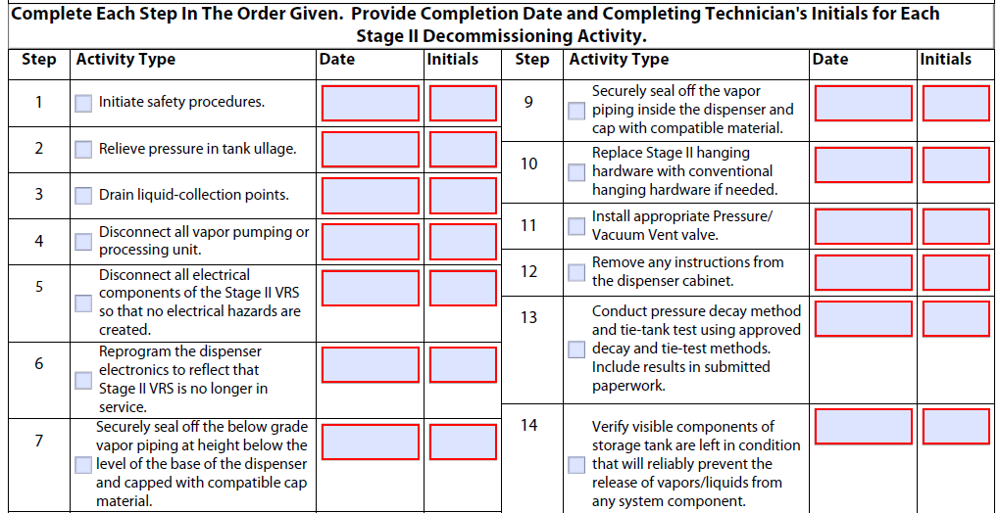 Complete Each Step In The Order Given.  Provide Completion Date and Completing Technician's Initials for Each
Stage II Decommissioning Activity.
Step Activity Type Date Initials
1 Initiate safety procedures.
2 Relieve pressure in tank ullage.
3 Drain liquid-collection points.
4 Disconnect all vapor pumping or
processing unit.
5 Disconnect all electrical
components of the Stage II VRS
so that no electrical hazards are
created.
6 Reprogram the dispenser
electronics to reflect that
Stage II VRS is no longer in
service.
7 Securely seal off the below grade
vapor piping at height below the
level of the base of the dispenser
and capped with compatible cap
material.
Step Activity Type Date Initials
9 Securely seal off the vapor
piping inside the dispenser and
cap with compatible material.
10 Replace Stage II hanging
hardware with conventional
hanging hardware if needed.
11 Install appropriate Pressure/
Vacuum Vent valve.
12 Remove any instructions from
the dispenser cabinet.
13 Conduct pressure decay method
and tie-tank test using approved
decay and tie-test methods.
Include results in submitted
paperwork.
14 Verify visible components of
storage tank are left in condition
that will reliably prevent the
release of vapors/liquids from
any system component.